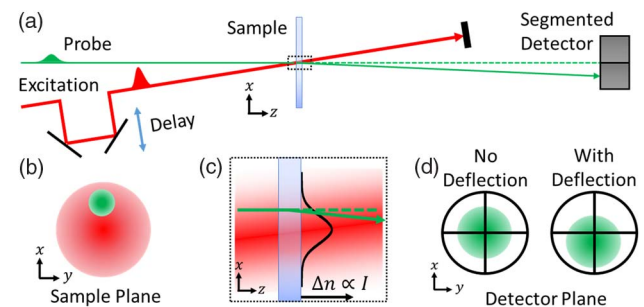 (a)
Probe
Sample
Segmented
Detector
Excitation
Delay
x
z
(b)
x
y
Sample Plane
(c)
x
z
Δn ∝ I
(d)
No
Deflection
With
Deflection
x
y
Detector Plane